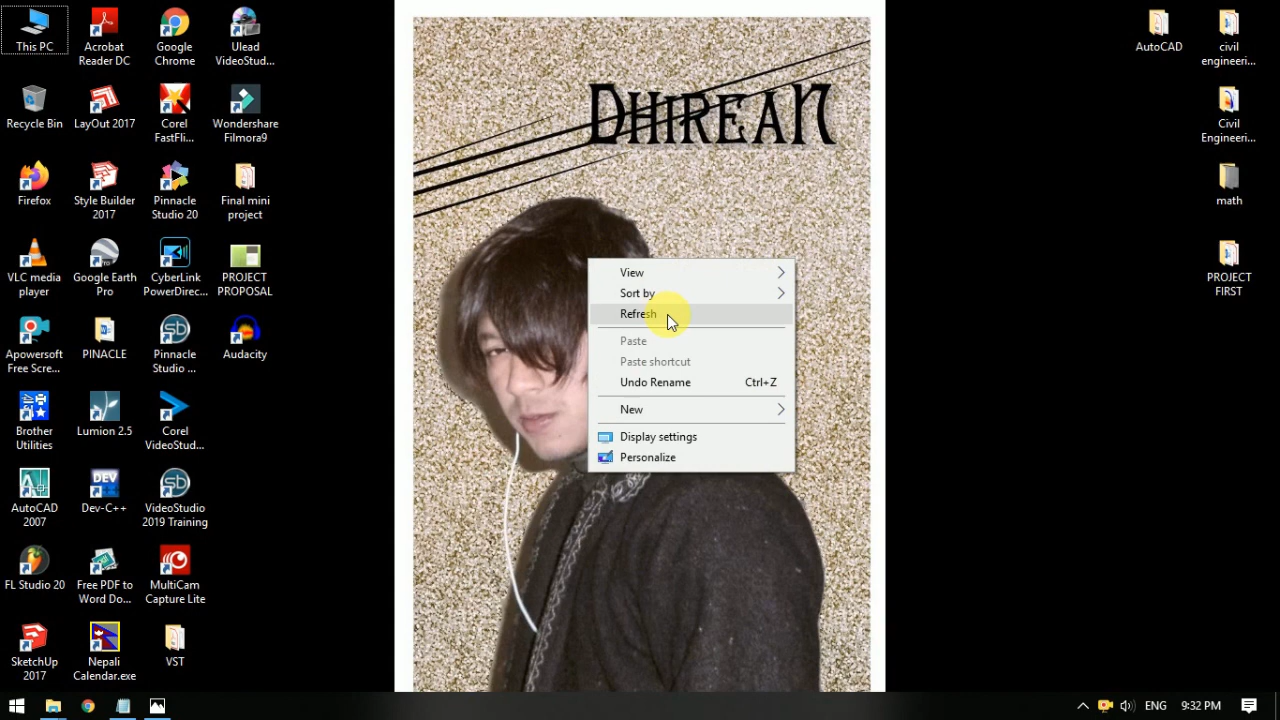 This PC
Acrobat
Reader DC
Google
Chrome
Ulead
VideoStud...
Recycle Bin
LayOut 2017
Corel
FastFli...
Wondershare
Filmora9
Firefox
Style Builder
2017
Pinnacle
Studio 20
Final mini
project
VLC media
player
Google Earth
Pro
CyberLink
PowerDirec...
PROJECT
PROPOSAL
Apowersoft
Free Scre...
PINACLE
Pinnacle
Studio ...
Audacity
Brother
Utilities
Lumion 2.5
Corel
VideoStud...
AutoCAD
2007
DEV
Dev-C++
VideoStudio
2019 Training
FL Studio 20
Free PDF to
Word Do...
MultiCam
Capture Lite
SketchUp
2017
Nepali
Calendar.exe
VST
DHIREAN
View
Sort by
Refresh
Paste
Paste shortcut
Undo Rename Ctrl+Z
New
Display settings
Personalize
AutoCAD
civil
engineeri...
Civil
Engineeri...
math
PROJECT
FIRST
ENG 9:32 PM